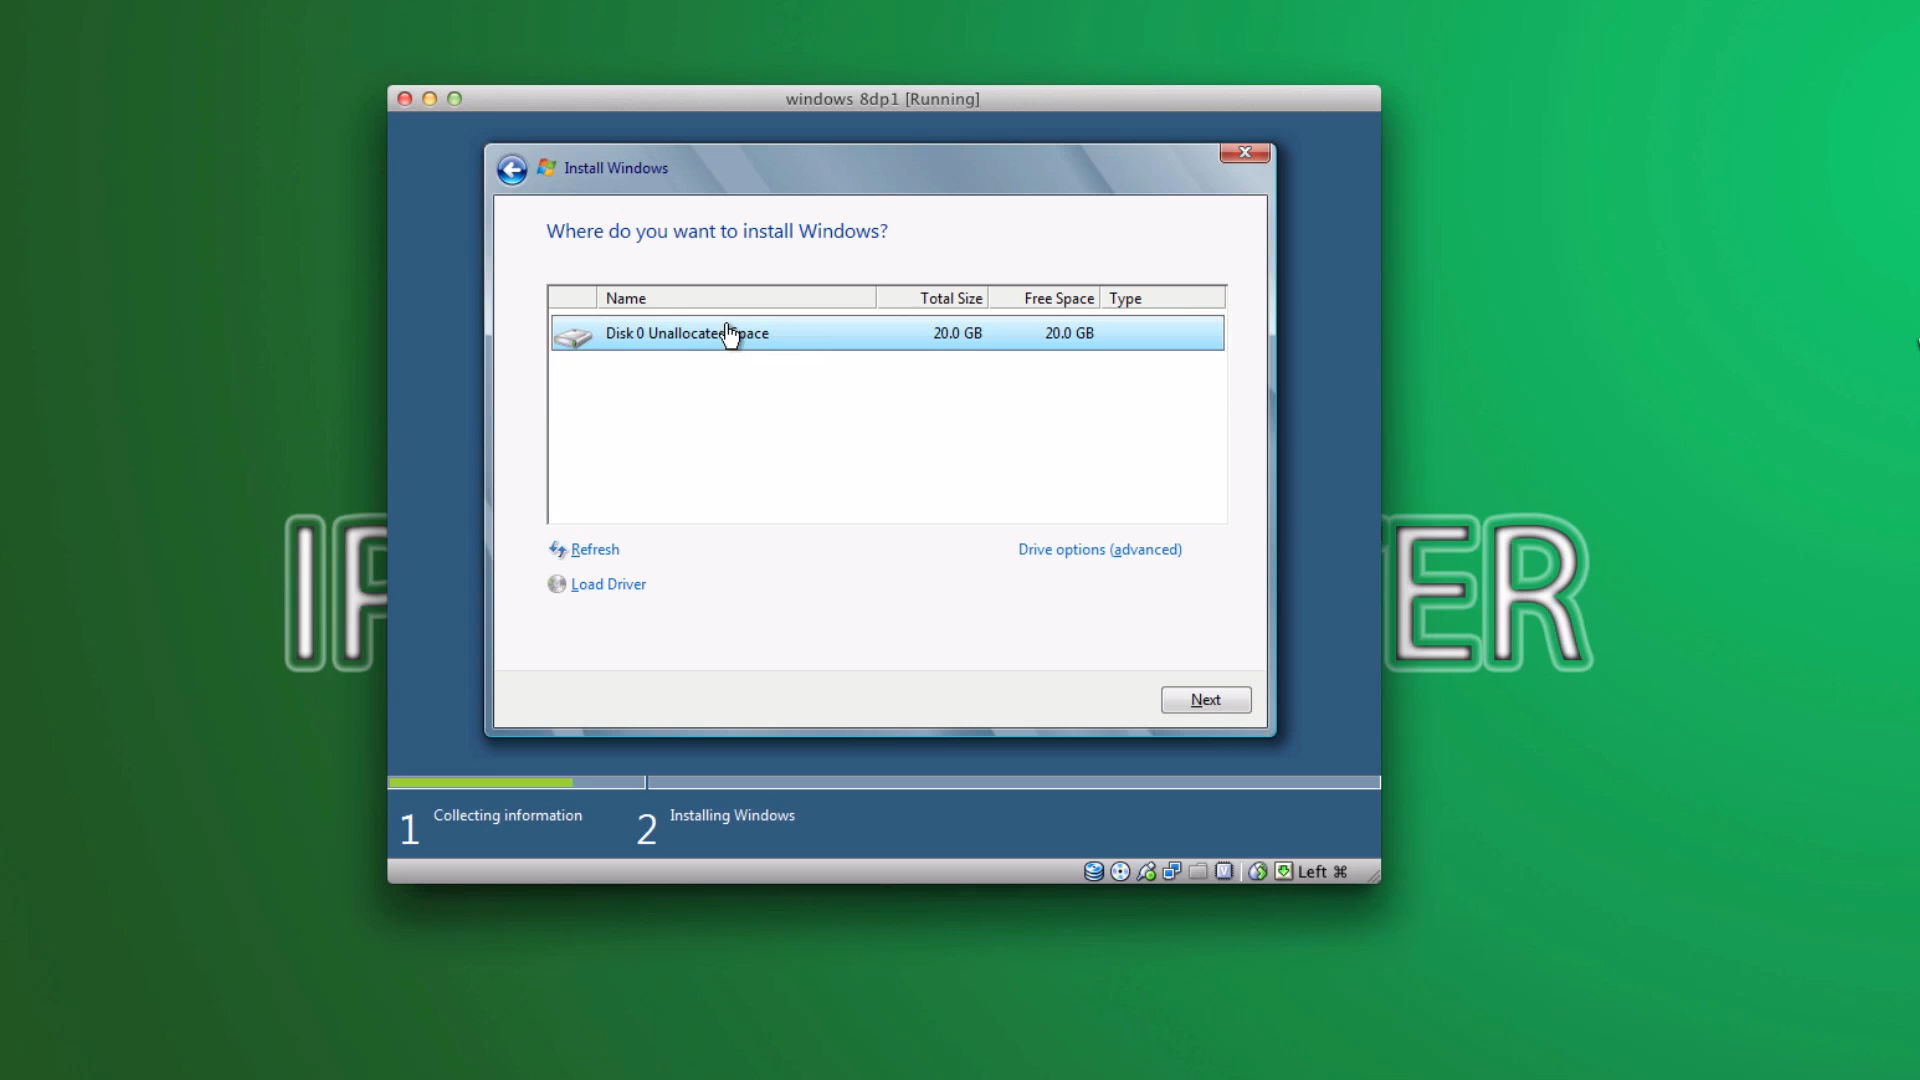 windows 8dp1 [Running]
Install Windows
Where do you want to install Windows?
Name Total Size Free Space Type
Disk 0 Unallocated Space 20.0 GB 20.0 GB
Refresh Drive options (advanced)
Load Driver
IP ER
Next
1 Collecting information 2 Installing Windows
Left ⌘